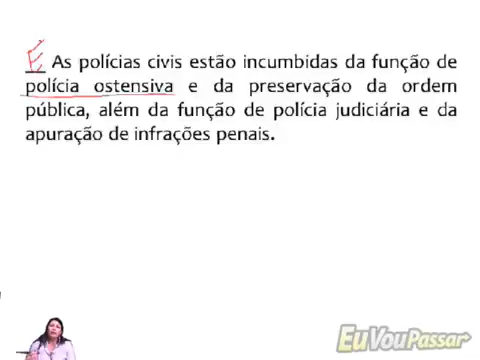 E As polícias civis estão incumbidas da função de
polícia ostensiva e da preservação da ordem
pública, além da função de polícia judiciária e da
apuração de infrações penais.
EuVouPassar